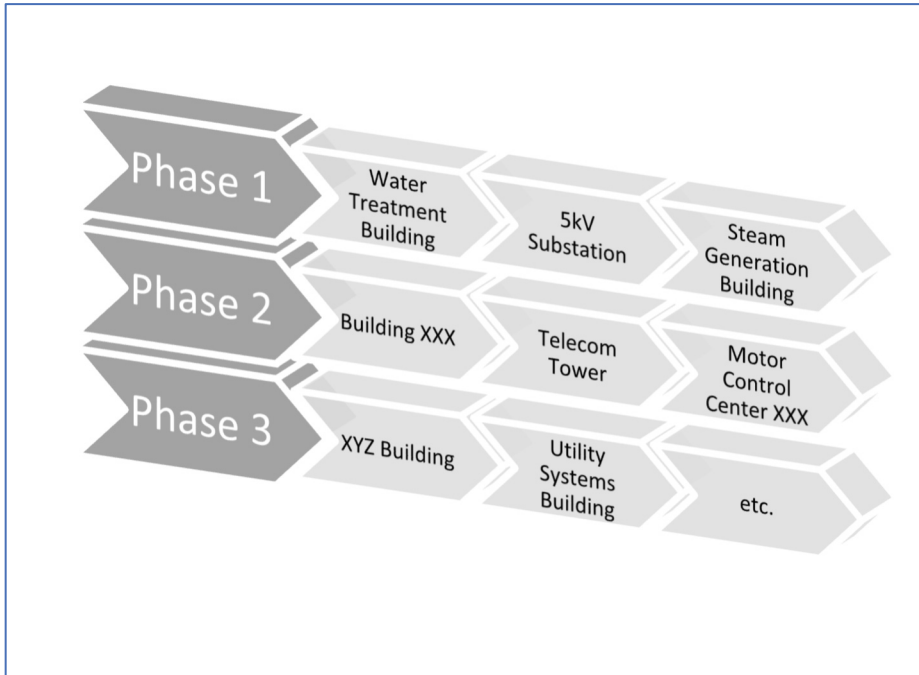 Phase 1
Water
Treatment
Building
5kV
Substation
Steam
Generation
Building
Phase 2
Building XXX
Telecom
Tower
Motor
Control
Center XXX
Phase 3
XYZ Building
Utility
Systems
Building
etc.